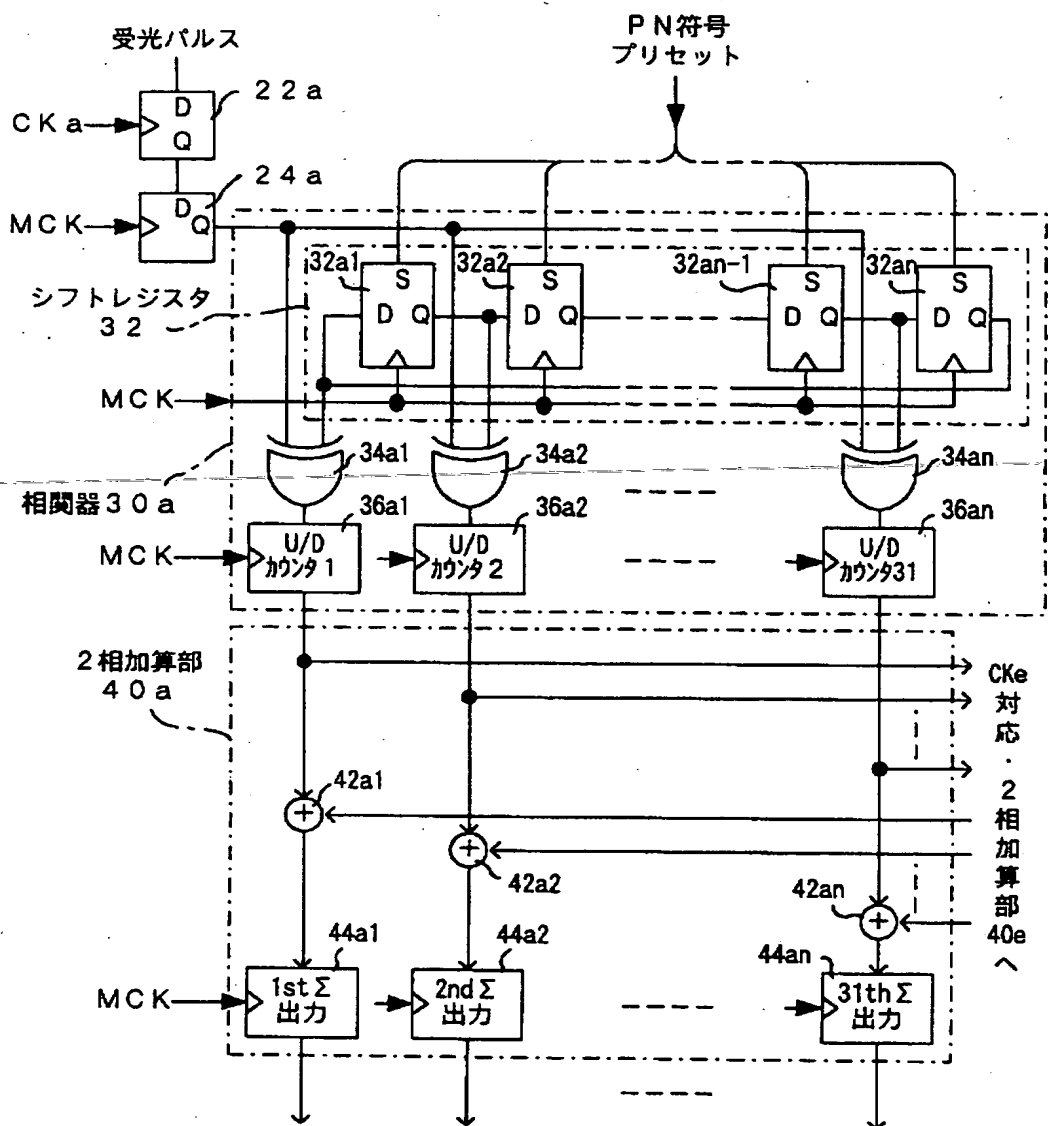 受光パルス
PN符号
プリセット
D
Q
22a
CKa
D
Q
24a
MCK
シフトレジスタ
32
32a1
S
D Q
32a2
S
D Q
32an-1
S
D Q
32an
S
D Q
MCK
34a1
34a2
34an
相関器30a
36a1
36a2
36an
MCK
U/D
カウンタ1
U/D
カウンタ2
U/D
カウンタ31
2相加算部
40a
CKe
対
応
・
2
相
加
算
部
40e
へ
+
42a1
+
42a2
42an
+
44a1
44a2
44an
MCK
1stΣ
出力
2ndΣ
出力
31thΣ
出力